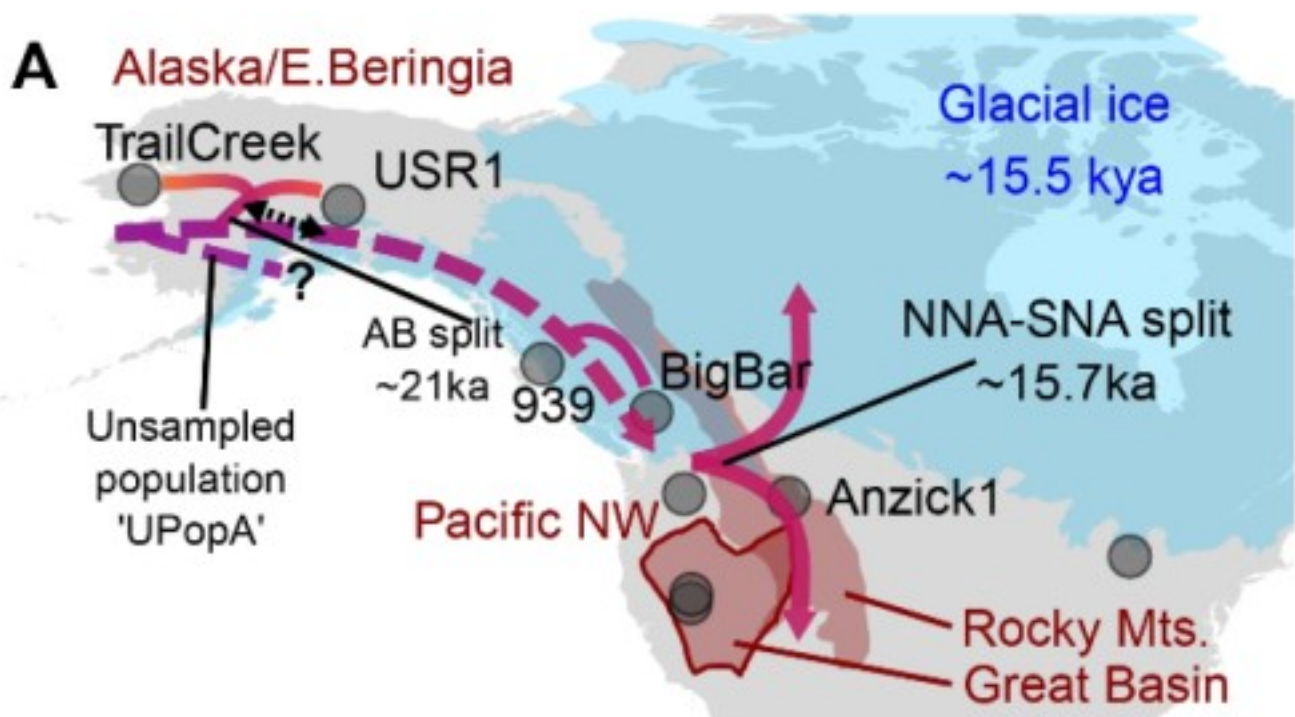 A
Alaska/E.Beringia
Glacial ice
~15.5 kya
TrailCreek
USR1
?
AB split
~21ka
939
BigBar
NNA-SNA split
~15.7ka
Unsampled
population
'UPopA'
Pacific NW
Anzick1
Rocky Mts.
Great Basin